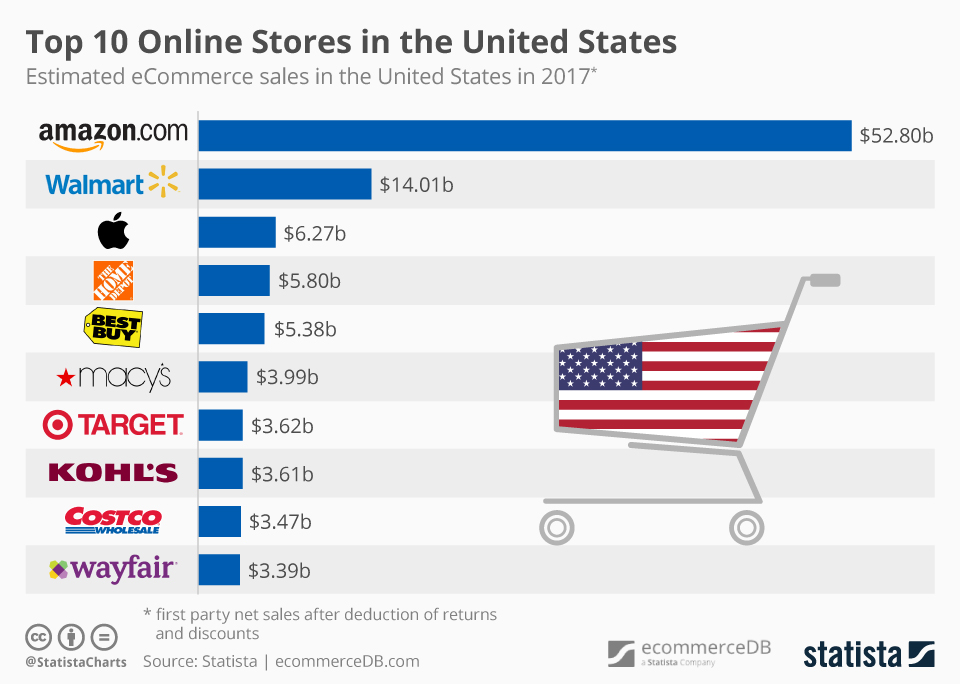 Top 10 Online Stores in the United States
Estimated eCommerce sales in the United States in 2017*
amazon.com $52.80b
Walmart $14.01b
$6.27b
THE HOME DEPOT $5.80b
BEST BUY $5.38b
macy's $3.99b
TARGET $3.62b
KOHL'S $3.61b
COSTCO WHOLESALE $3.47b
wayfair $3.39b
* first party net sales after deduction of returns
and discounts
cc =
@StatistaCharts
Source: Statista | ecommerceDB.com
ecommerceDB
a Statista Company
statista